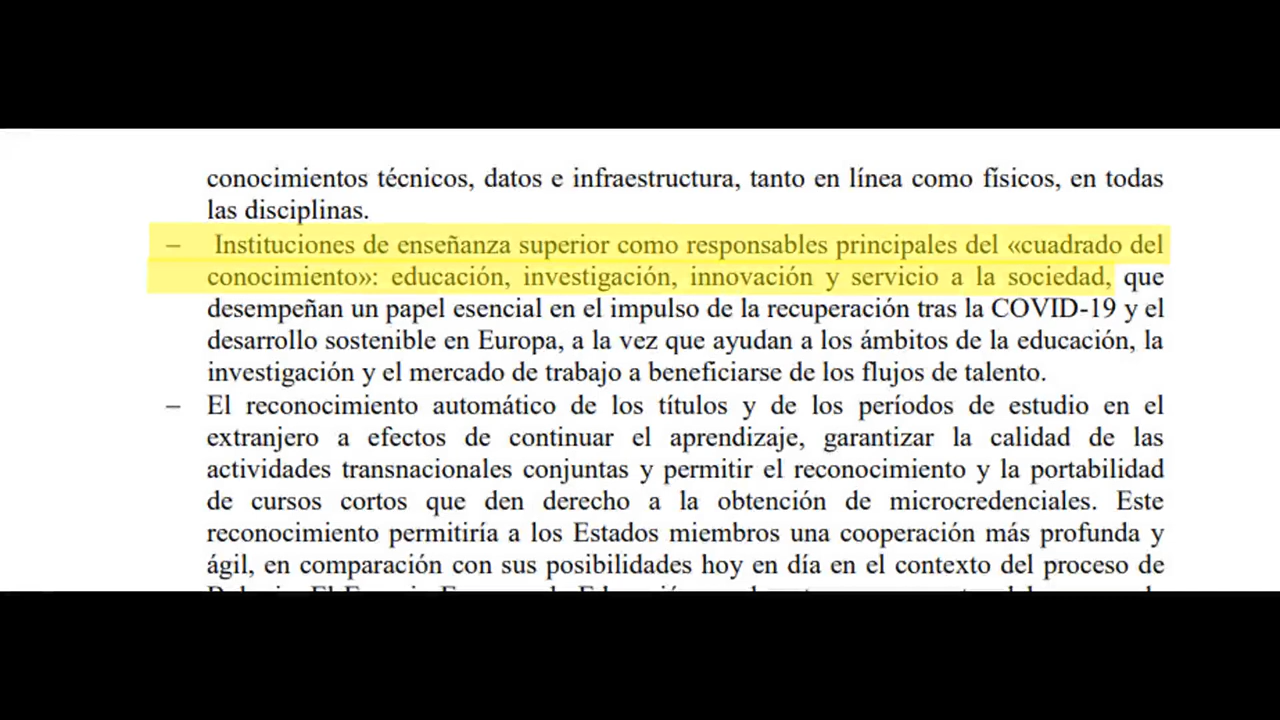 conocimientos técnicos, datos e infraestructura, tanto en línea como físicos, en todas
las disciplinas.
– Instituciones de enseñanza superior como responsables principales del «cuadrado del
conocimiento»: educación, investigación, innovación y servicio a la sociedad, que
desempeñan un papel esencial en el impulso de la recuperación tras la COVID-19 y el
desarrollo sostenible en Europa, a la vez que ayudan a los ámbitos de la educación, la
investigación y el mercado de trabajo a beneficiarse de los flujos de talento.
– El reconocimiento automático de los títulos y de los períodos de estudio en el
extranjero a efectos de continuar el aprendizaje, garantizar la calidad de las
actividades transnacionales conjuntas y permitir el reconocimiento y la portabilidad
de cursos cortos que den derecho a la obtención de microcredenciales. Este
reconocimiento permitiría a los Estados miembros una cooperación más profunda y
ágil, en comparación con sus posibilidades hoy en día en el contexto del proceso de